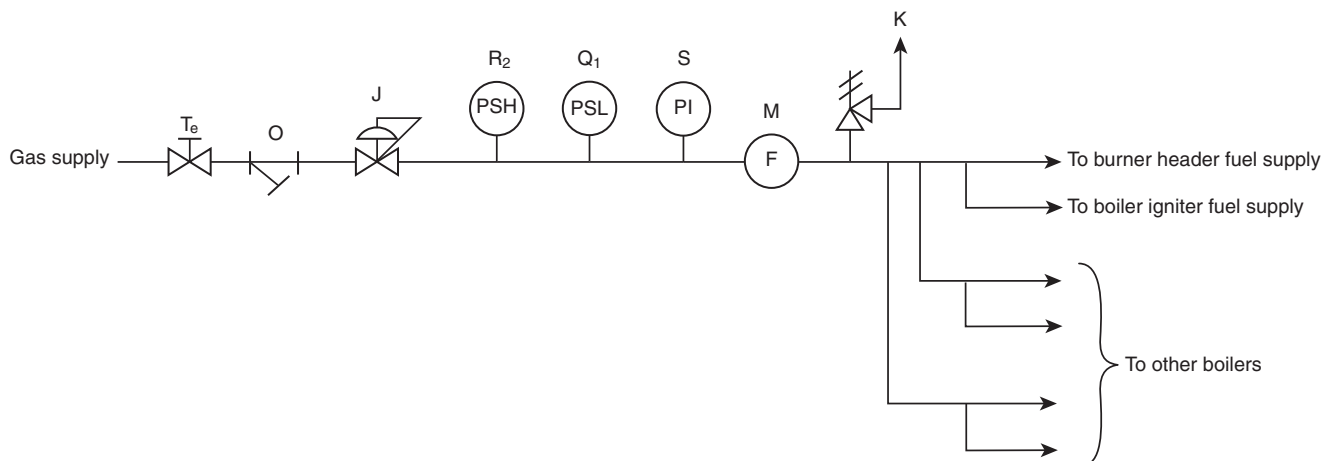 K
R₂
Q₁
S
J
M
Tₑ
O
PSH
PSL
PI
F
Gas supply
To burner header fuel supply
To boiler igniter fuel supply
To other boilers